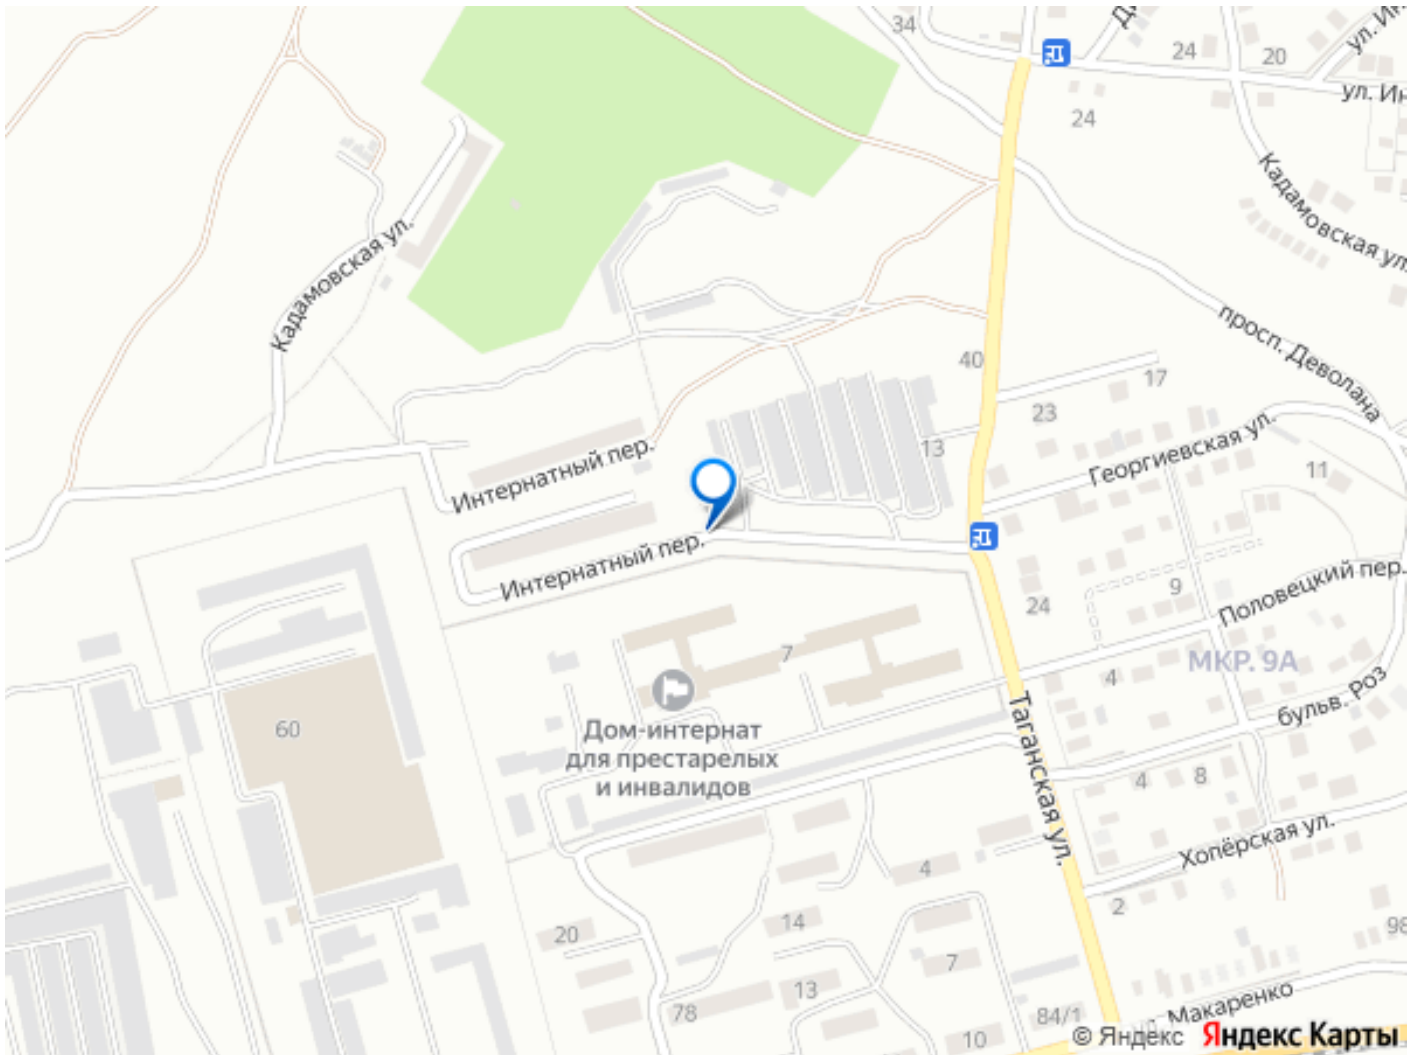 34
24
20
24
Кадамовская ул.
Кадамовская ул.
просп. Деволана
40
17
23
13
Георгиевская ул.
11
Интернатный пер.
Интернатный пер.
24
9
Половецкий пер.
МКР. 9А
4
7
60
Дом-интернат
для престарелых
и инвалидов
Таганская ул.
бульв. Роз
4
8
Хопёрская ул.
4
2
14
20
7
13
98
78
84/1
10
Макаренко
© Яндекс Яндекс Карты